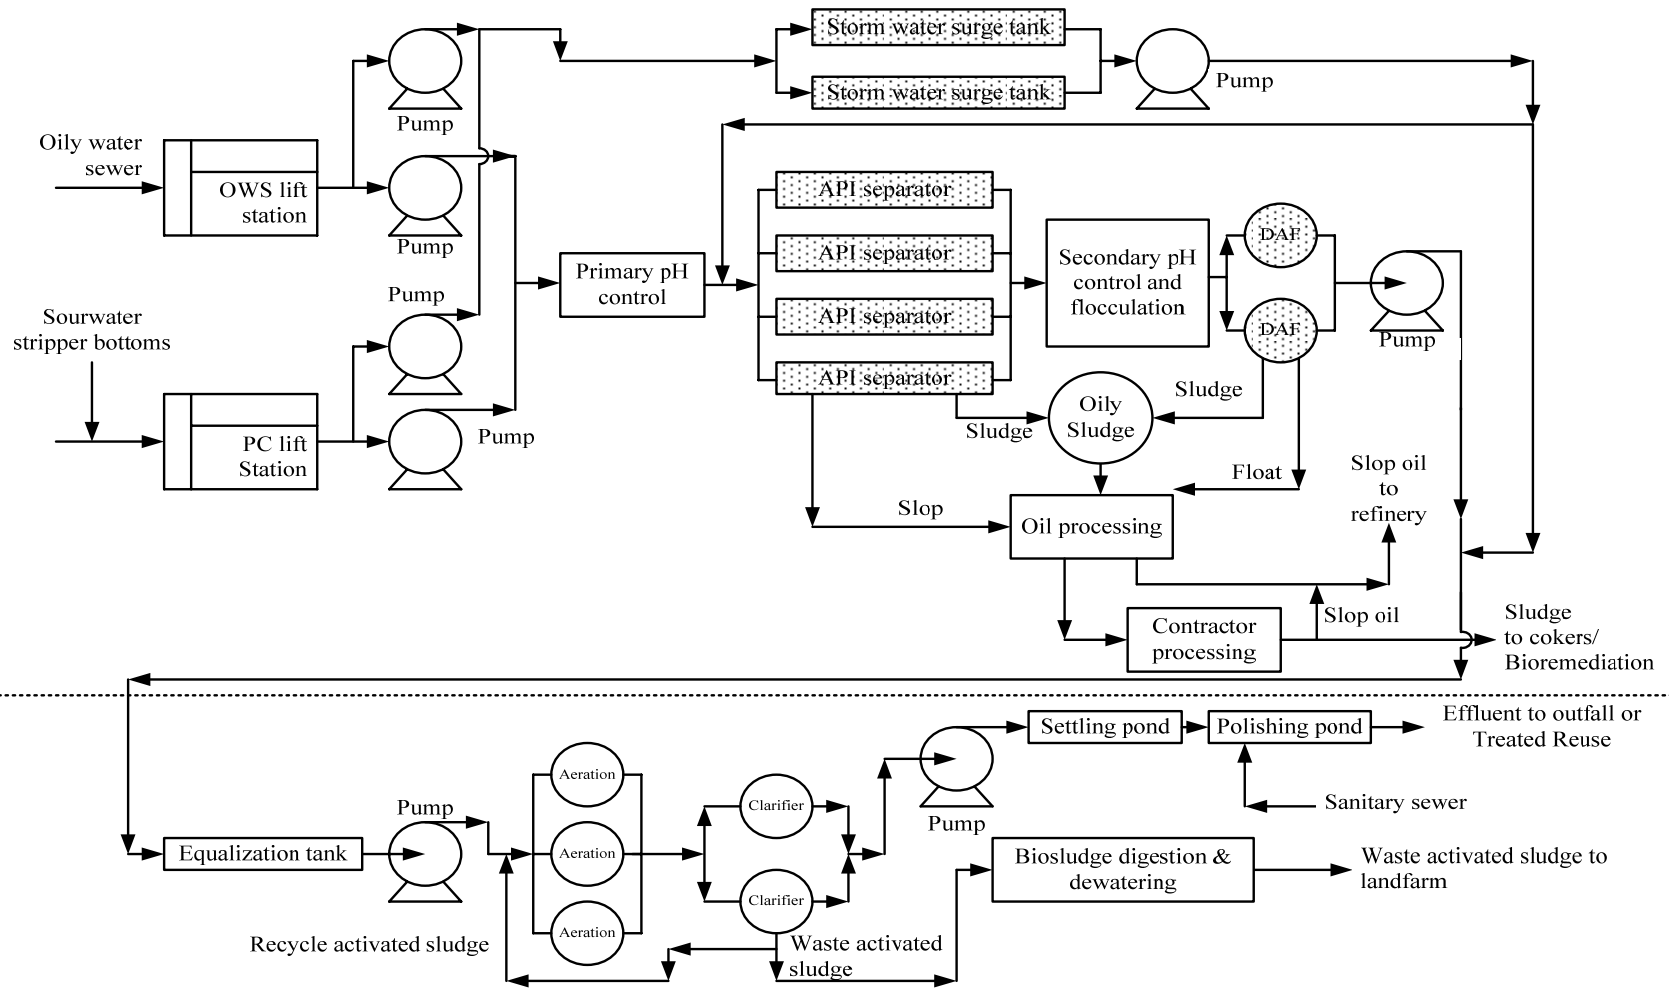 Storm water surge tank
Storm water surge tank
Pump
Pump
Oily water
sewer
OWS lift
station
Pump
API separator
API separator
API separator
API separator
Primary pH
control
Secondary pH
control and
flocculation
DAF
DAF
Pump
Pump
Sourwater
stripper bottoms
PC lift
Station
Pump
Sludge
Oily
Sludge
Sludge
Float
Slop oil
to
refinery
Slop
Oil processing
Slop oil
Contractor
processing
Sludge
to cokers/
Bioremediation
Settling pond
Polishing pond
Effluent to outfall or
Treated Reuse
Sanitary sewer
Pump
Aeration
Aeration
Aeration
Clarifier
Clarifier
Pump
Equalization tank
Biosludge digestion &
dewatering
Waste activated sludge to
landfarm
Recycle activated sludge
Waste activated
sludge